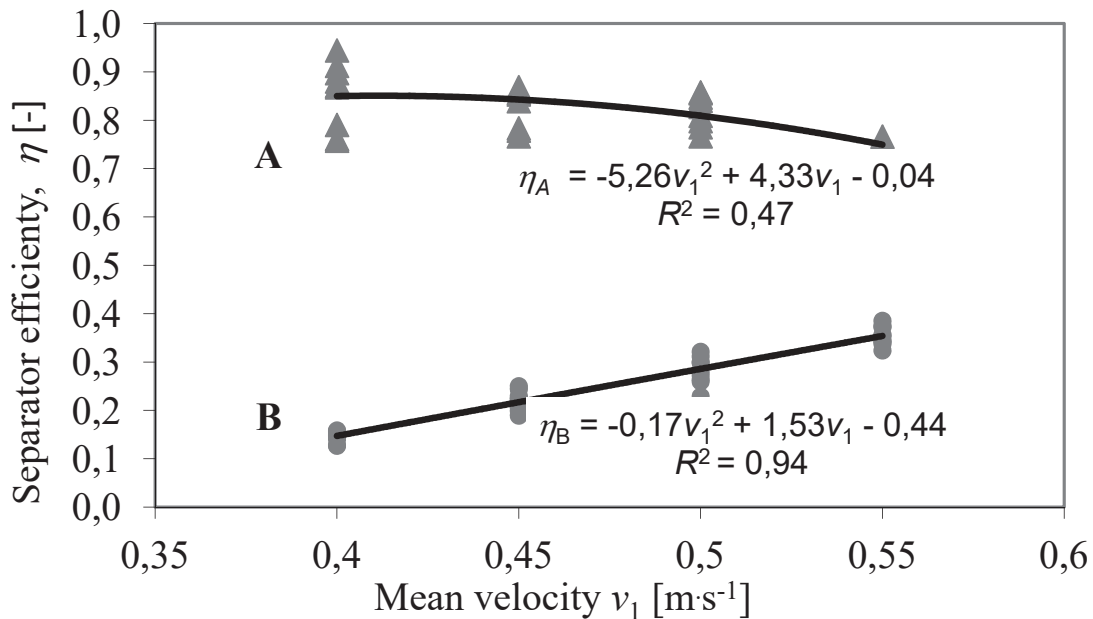 Separator efficienty, η [-]
1,0
0,9
0,8
0,7
0,6
0,5
0,4
0,3
0,2
0,1
0,0
A
η_A = -5,26v₁² + 4,33v₁ - 0,04
R² = 0,47
B
η_B = -0,17v₁² + 1,53v₁ - 0,44
R² = 0,94
0,35 0,4 0,45 0,5 0,55 0,6
Mean velocity v₁ [m·s⁻¹]